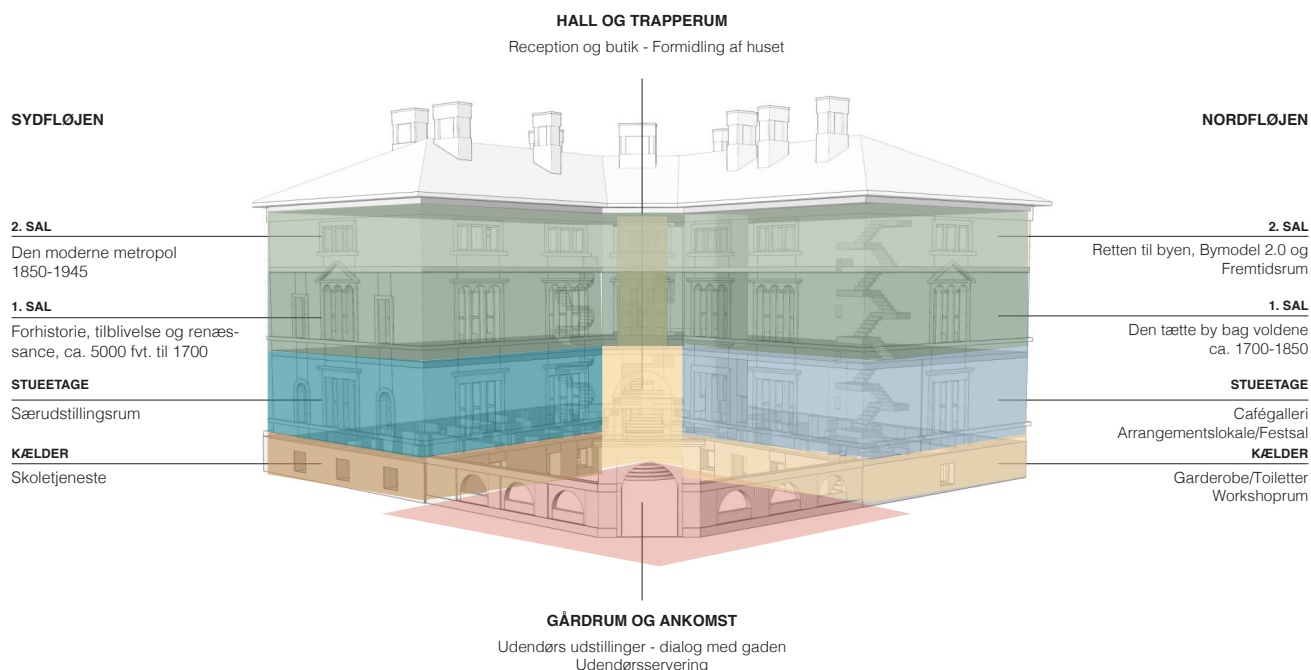 HALL OG TRAPPERUM
Reception og butik - Formidling af huset
SYDFLØJEN
2. SAL
Den moderne metropol
1850-1945
1. SAL
Forhistorie, tilblivelse og renæs-
sance, ca. 5000 fvt. til 1700
STUEETAGE
Særudstillingsrum
KÆLDER
Skoletjeneste
NORDFLØJEN
2. SAL
Retten til byen, Bymodel 2.0 og
Fremtidsrum
1. SAL
Den tætte by bag voldene
ca. 1700-1850
STUEETAGE
Cafégalleri
Arrangementslokale/Festsal
KÆLDER
Garderobe/Toiletter
Workshoprum
GÅRDRUM OG ANKOMST
Udendørs udstillinger - dialog med gaden
Udendørsservering